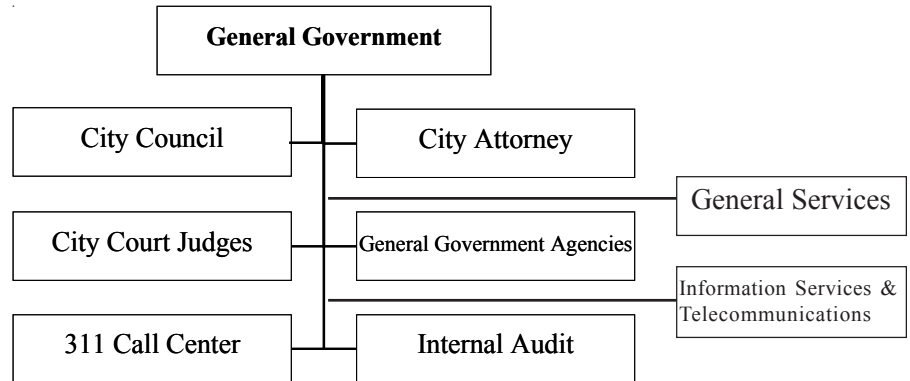 General Government
City Council
City Attorney
General Services
City Court Judges
General Government Agencies
Information Services &
Telecommunications
311 Call Center
Internal Audit